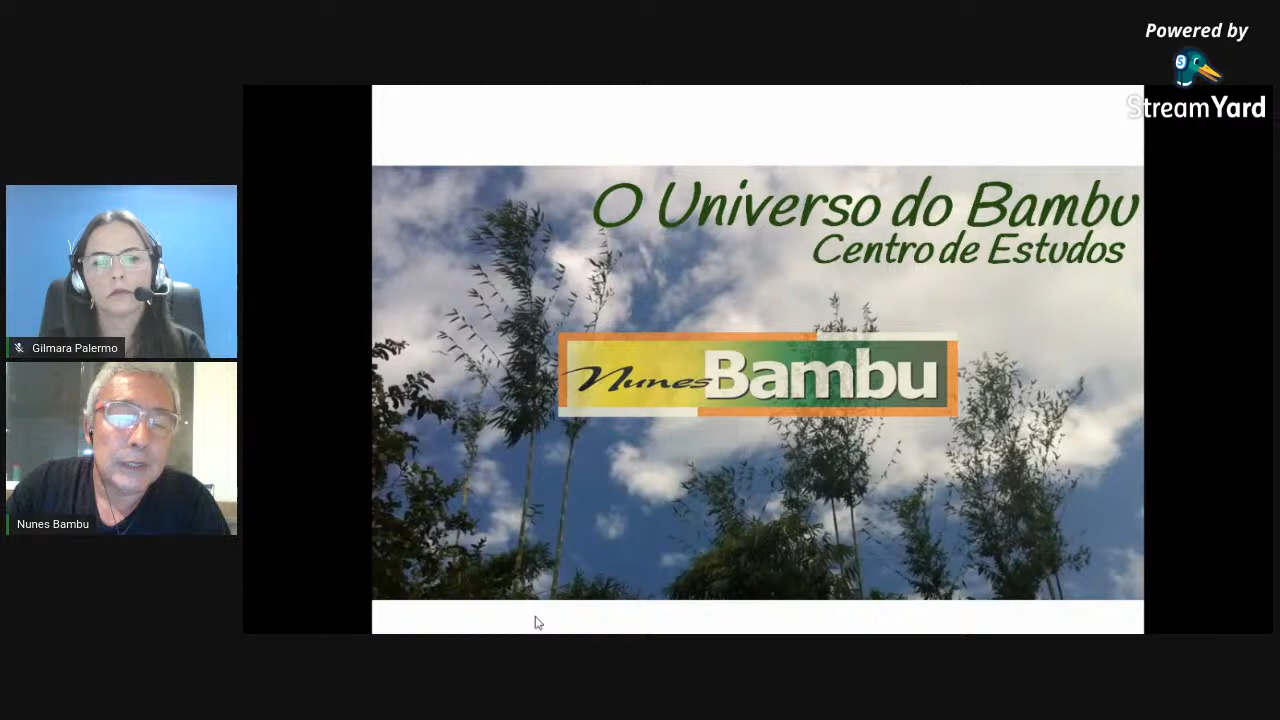 Powered by
StreamYard
O Universo do Bambu
Centro de Estudos
Nunes Bambu
Gilmara Palermo
Nunes Bambu